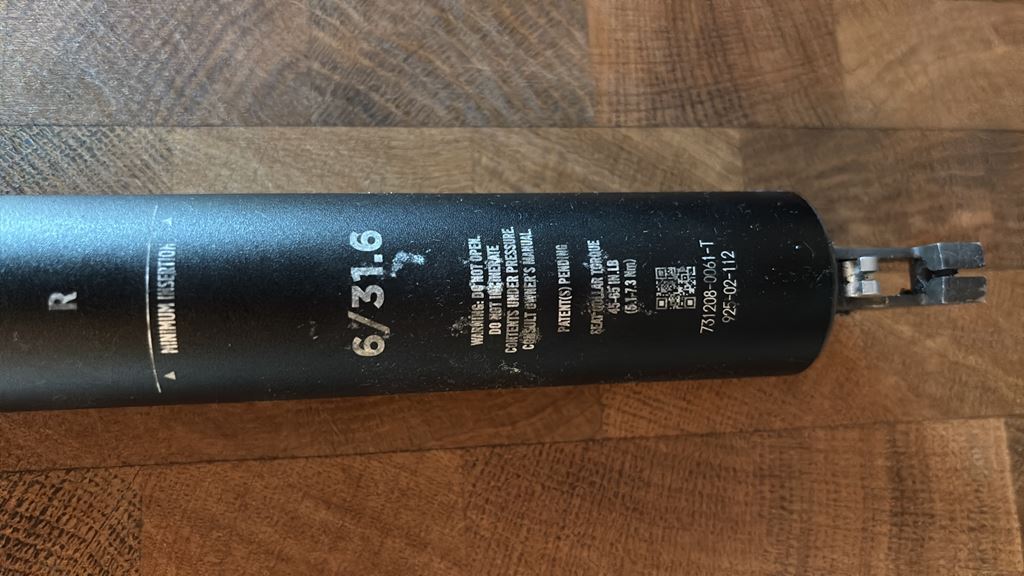 R
MINIMUM INSERTION
6/31.6
WARNING DO NOT OPEN.
DO NOT INCINERATE
CONTENTS UNDER PRESSURE.
CONSULT OWNER'S MANUAL
PATENT(S) PENDING
SEAT COLLAR TORQUE
45-65 IN.LB
(5.1-7.3 Nm)
731208-0061-T
925-02-112